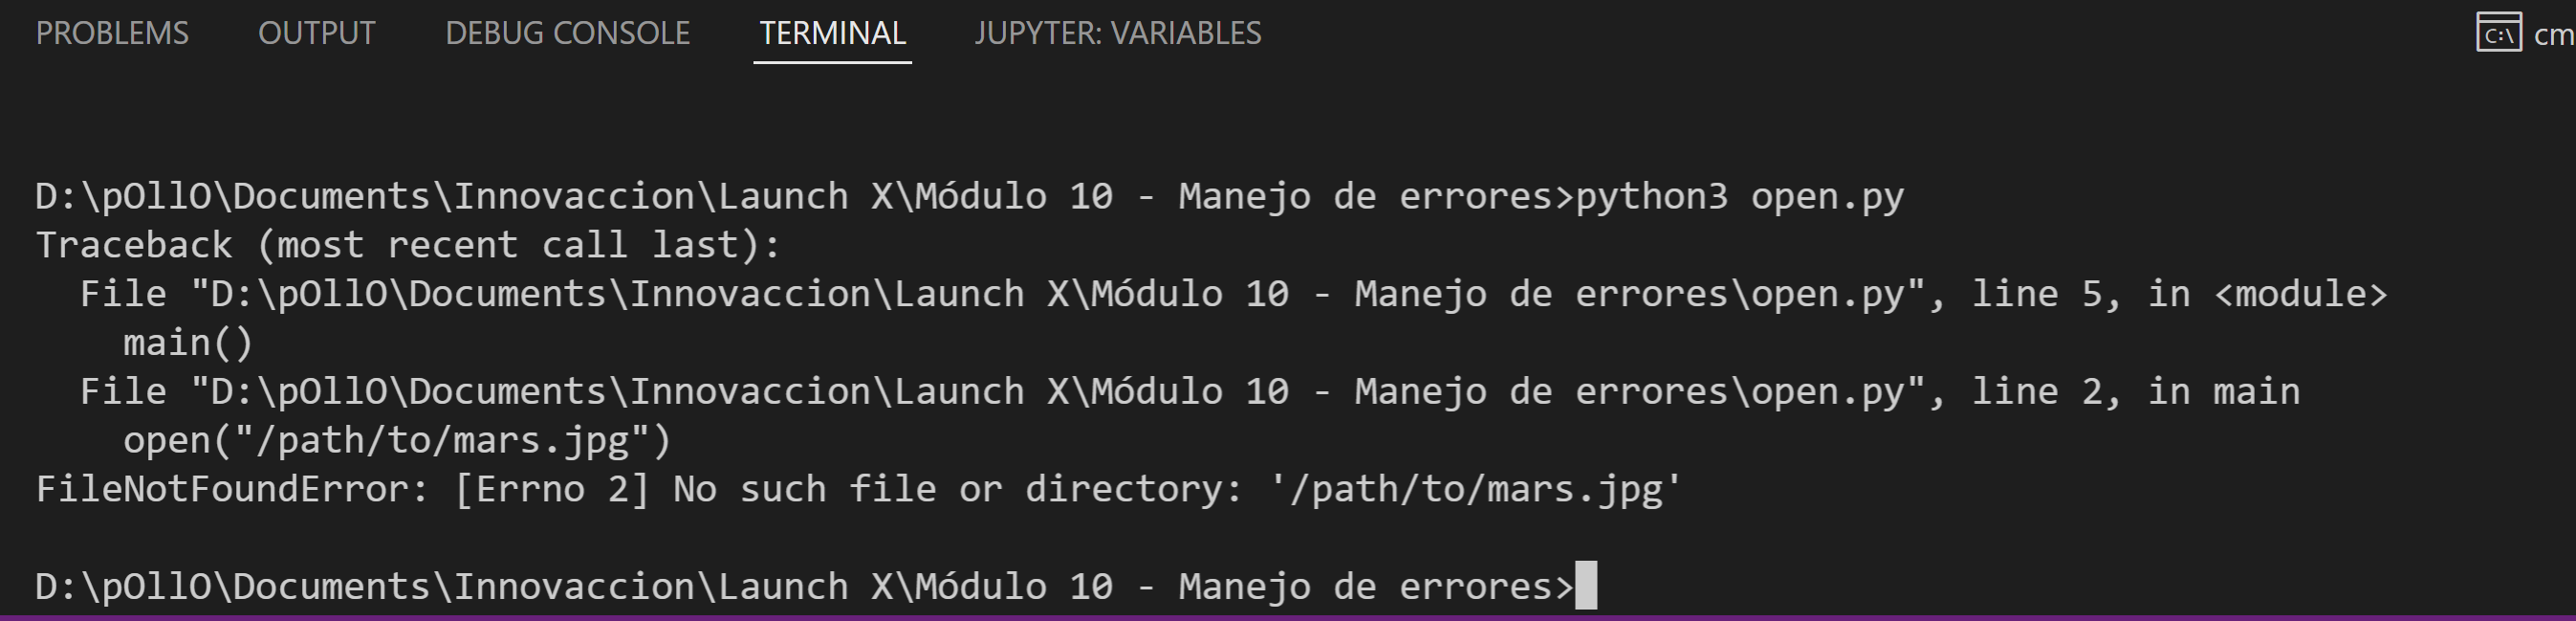 PROBLEMS OUTPUT DEBUG CONSOLE TERMINAL JUPYTER: VARIABLES C:\ cm
D:\pOllO\Documents\Innovaccion\Launch X\Módulo 10 - Manejo de errores>python3 open.py
Traceback (most recent call last):
  File "D:\pOllO\Documents\Innovaccion\Launch X\Módulo 10 - Manejo de errores\open.py", line 5, in <module>
    main()
  File "D:\pOllO\Documents\Innovaccion\Launch X\Módulo 10 - Manejo de errores\open.py", line 2, in main
    open("/path/to/mars.jpg")
FileNotFoundError: [Errno 2] No such file or directory: '/path/to/mars.jpg'
D:\pOllO\Documents\Innovaccion\Launch X\Módulo 10 - Manejo de errores>